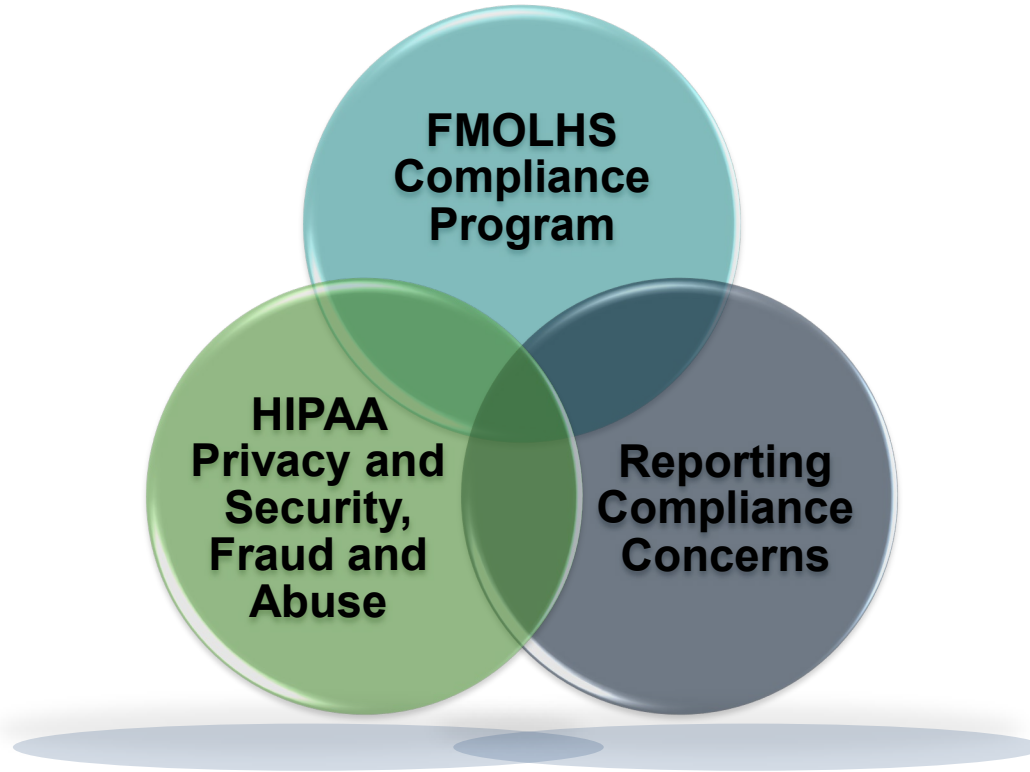 FMOLHS
Compliance
Program
HIPAA
Privacy and
Security,
Fraud and
Abuse
Reporting
Compliance
Concerns